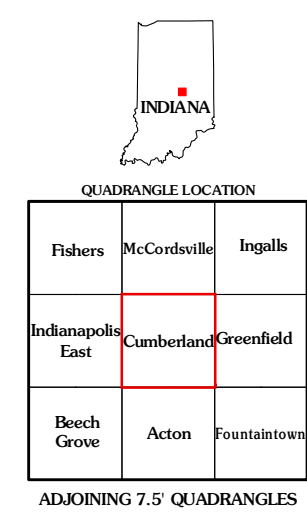 INDIANA
QUADRANGLE LOCATION
Fishers
McCordsville
Ingalls
Indianapolis
East
Cumberland
Greenfield
Beech
Grove
Acton
Fountaintown
ADJOINING 7.5' QUADRANGLES